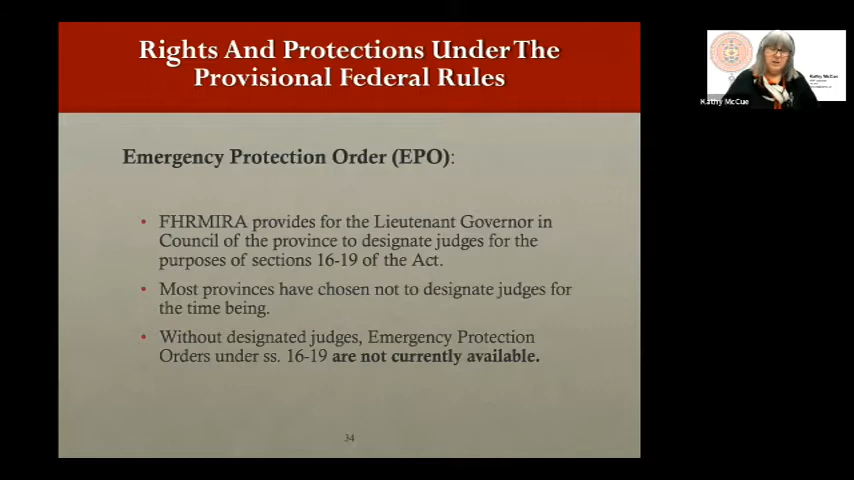 Rights And Protections Under The
Provisional Federal Rules
Emergency Protection Order (EPO):
• FHRMIRA provides for the Lieutenant Governor in
Council of the province to designate judges for the
purposes of sections 16-19 of the Act.
• Most provinces have chosen not to designate judges for
the time being.
• Without designated judges, Emergency Protection
Orders under ss. 16-19 are not currently available.
34
Kathy McCue
Kathy McCue